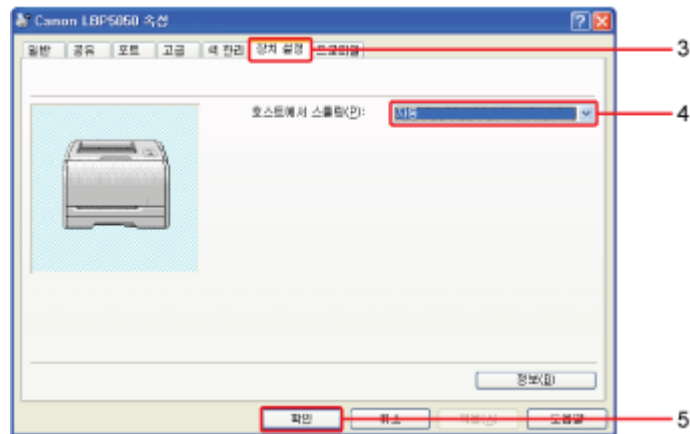 Canon LBP5050 속성
일반 공유 포트 고급 색 관리 장치 설정 프로파일
3
호스트에서 스풀링(P): 자동
4
정보(B)
확인 취소 적용(A) 도움말
5